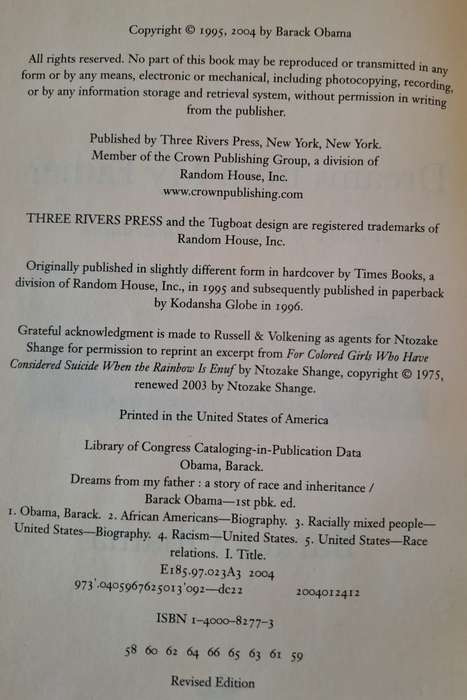 Copyright © 1995, 2004 by Barack Obama
All rights reserved. No part of this book may be reproduced or transmitted in any
form or by any means, electronic or mechanical, including photocopying, recording,
or by any information storage and retrieval system, without permission in writing
from the publisher.
Published by Three Rivers Press, New York, New York.
Member of the Crown Publishing Group, a division of
Random House, Inc.
www.crownpublishing.com
THREE RIVERS PRESS and the Tugboat design are registered trademarks of
Random House, Inc.
Originally published in slightly different form in hardcover by Times Books, a
division of Random House, Inc., in 1995 and subsequently published in paperback
by Kodansha Globe in 1996.
Grateful acknowledgment is made to Russell & Volkening as agents for Ntozake
Shange for permission to reprint an excerpt from For Colored Girls Who Have
Considered Suicide When the Rainbow Is Enuf by Ntozake Shange, copyright © 1975,
renewed 2003 by Ntozake Shange.
Printed in the United States of America
Library of Congress Cataloging-in-Publication Data
Obama, Barack.
Dreams from my father : a story of race and inheritance /
Barack Obama—1st pbk. ed.
1. Obama, Barack. 2. African Americans—Biography. 3. Racially mixed people—
United States—Biography. 4. Racism—United States. 5. United States—Race
relations. I. Title.
E185.97.O23A3 2004
973'.0405967625013'092—dc22 2004012412
ISBN 1-4000-8277-3
58 60 62 64 66 65 63 61 59
Revised Edition